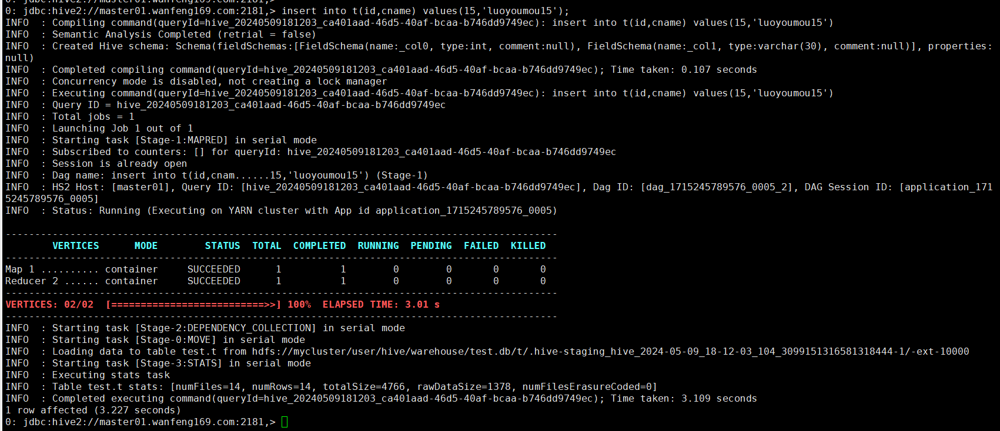 0: jdbc:hive2://master01.wanfeng169.com:2181,>
0: jdbc:hive2://master01.wanfeng169.com:2181,> insert into t(id,cname) values(15,'luoyoumou15');
INFO  : Compiling command(queryId=hive_20240509181203_ca401aad-46d5-40af-bcaa-b746dd9749ec): insert into t(id,cname) values(15,'luoyoumou15')
INFO  : Semantic Analysis Completed (retrial = false)
INFO  : Created Hive schema: Schema(fieldSchemas:[FieldSchema(name:_col0, type:int, comment:null), FieldSchema(name:_col1, type:varchar(30), comment:null)], properties:
null)
INFO  : Completed compiling command(queryId=hive_20240509181203_ca401aad-46d5-40af-bcaa-b746dd9749ec); Time taken: 0.107 seconds
INFO  : Concurrency mode is disabled, not creating a lock manager
INFO  : Executing command(queryId=hive_20240509181203_ca401aad-46d5-40af-bcaa-b746dd9749ec): insert into t(id,cname) values(15,'luoyoumou15')
INFO  : Query ID = hive_20240509181203_ca401aad-46d5-40af-bcaa-b746dd9749ec
INFO  : Total jobs = 1
INFO  : Launching Job 1 out of 1
INFO  : Starting task [Stage-1:MAPRED] in serial mode
INFO  : Subscribed to counters: [] for queryId: hive_20240509181203_ca401aad-46d5-40af-bcaa-b746dd9749ec
INFO  : Session is already open
INFO  : Dag name: insert into t(id,cnam......15,'luoyoumou15') (Stage-1)
INFO  : HS2 Host: [master01], Query ID: [hive_20240509181203_ca401aad-46d5-40af-bcaa-b746dd9749ec], Dag ID: [dag_1715245789576_0005_2], DAG Session ID: [application_171
5245789576_0005]
INFO  : Status: Running (Executing on YARN cluster with App id application_1715245789576_0005)
----------------------------------------------------------------------------------------------
        VERTICES      MODE        STATUS  TOTAL  COMPLETED  RUNNING  PENDING  FAILED  KILLED
----------------------------------------------------------------------------------------------
Map 1 .......... container     SUCCEEDED      1          1        0        0       0       0
Reducer 2 ...... container     SUCCEEDED      1          1        0        0       0       0
----------------------------------------------------------------------------------------------
VERTICES: 02/02  [==========================>>] 100%  ELAPSED TIME: 3.01 s
----------------------------------------------------------------------------------------------
INFO  : Starting task [Stage-2:DEPENDENCY_COLLECTION] in serial mode
INFO  : Starting task [Stage-0:MOVE] in serial mode
INFO  : Loading data to table test.t from hdfs://mycluster/user/hive/warehouse/test.db/t/.hive-staging_hive_2024-05-09_18-12-03_104_3099151316581318444-1/-ext-10000
INFO  : Starting task [Stage-3:STATS] in serial mode
INFO  : Executing stats task
INFO  : Table test.t stats: [numFiles=14, numRows=14, totalSize=4766, rawDataSize=1378, numFilesErasureCoded=0]
INFO  : Completed executing command(queryId=hive_20240509181203_ca401aad-46d5-40af-bcaa-b746dd9749ec); Time taken: 3.109 seconds
1 row affected (3.227 seconds)
0: jdbc:hive2://master01.wanfeng169.com:2181,>